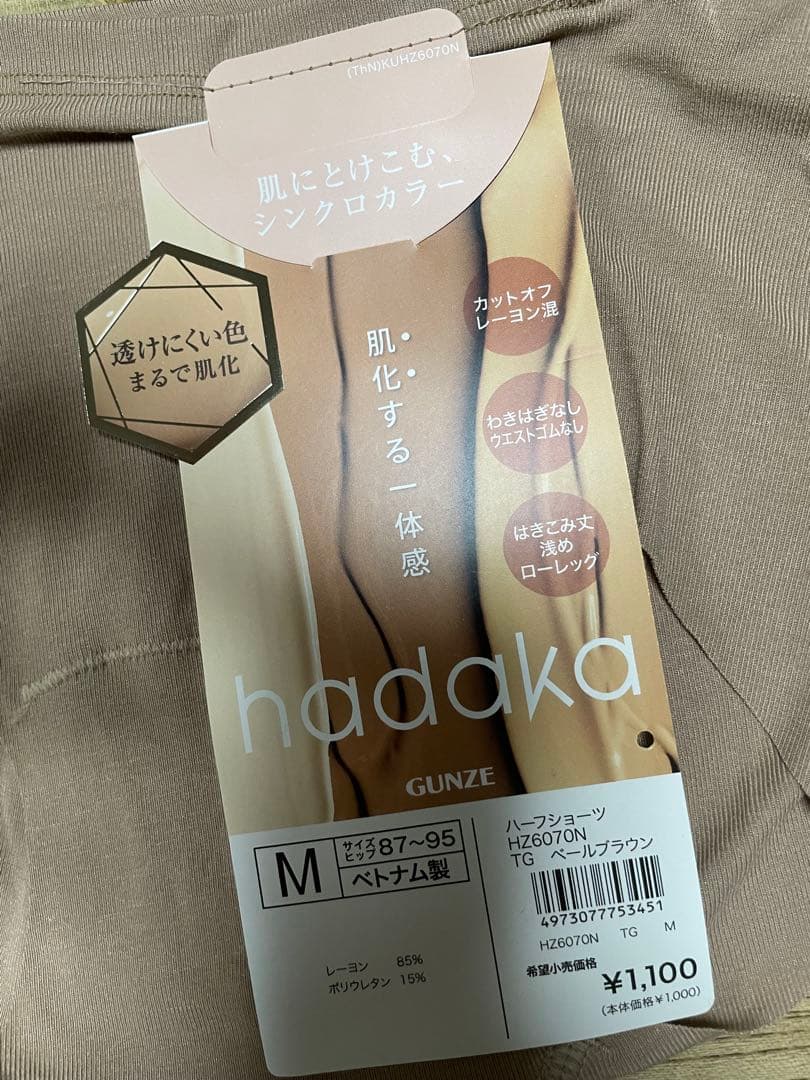 (ThN)KUHZ6070N
肌にとけこむ、
シンクロカラー
透けにくい色
まるで肌化
肌化する一体感
カットオフ
レーヨン混
わきはぎなし
ウエストゴムなし
はきこみ丈
浅め
ローレッグ
hadaka
GUNZE
M
サイズ
ヒップ 87〜95
ベトナム製
レーヨン 85%
ポリウレタン 15%
ハーフショーツ
HZ6070N
TG ペールブラウン
4973077753451
HZ6070N TG M
希望小売価格
¥1,100
(本体価格¥1,000)